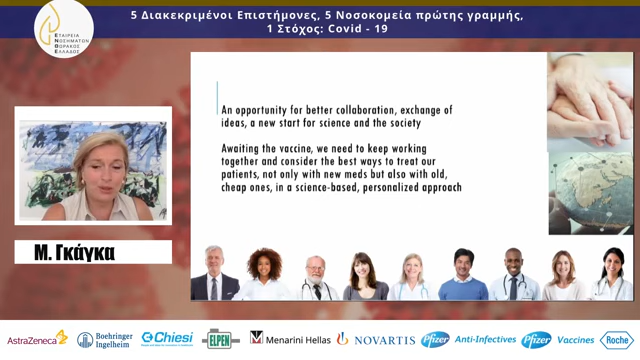 5 Διακεκριμένοι Επιστήμονες, 5 Νοσοκομεία πρώτης γραμμής,
1 Στόχος: Covid - 19
ΕΤΑΙΡΕΙΑ
ΝΟΣΗΜΑΤΩΝ
ΘΩΡΑΚΟΣ
ΕΛΛΑΔΟΣ
An opportunity for better collaboration, exchange of
ideas, a new start for science and the society
Awaiting the vaccine, we need to keep working
together and consider the best ways to treat our
patients, not only with new meds but also with old,
cheap ones, in a science-based, personalized approach
Μ. Γκάγκα
AstraZeneca
Boehringer
Ingelheim
Chiesi
ELPEN
Menarini Hellas
NOVARTIS
Pfizer Anti-Infectives
Pfizer Vaccines
Roche